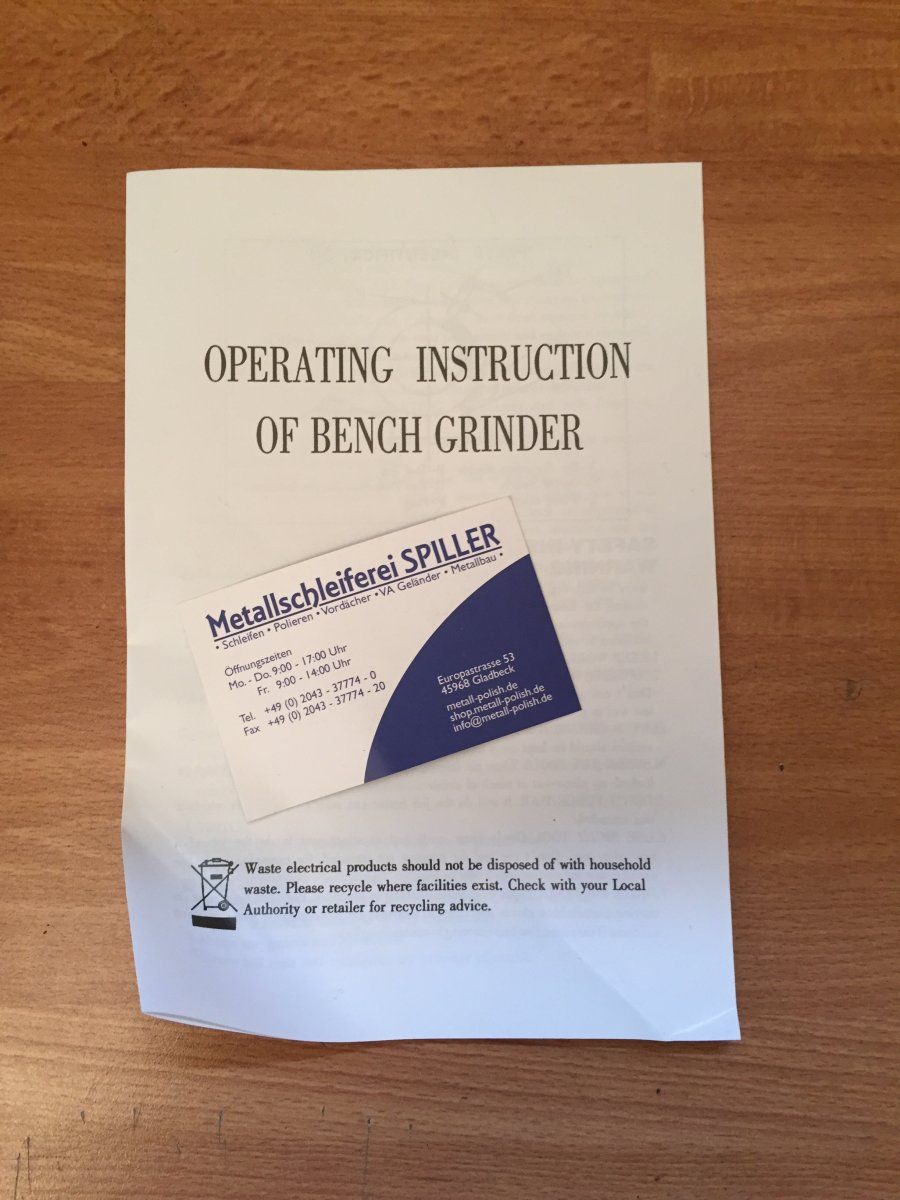 OPERATING INSTRUCTION
OF BENCH GRINDER
Metallschleiferei SPILLER
• Schleifen • Polieren • Vordächer • VA Geländer • Metallbau •
Öffnungszeiten
Mo. - Do. 9:00 - 17:00 Uhr
Fr. 9:00 - 14:00 Uhr
Tel. +49 (0) 2043 - 37774 - 0
Fax +49 (0) 2043 - 37774 - 20
Europastrasse 53
45968 Gladbeck
metall-polish.de
shop.metall-polish.de
info@metall-polish.de
Waste electrical products should not be disposed of with household
waste. Please recycle where facilities exist. Check with your Local
Authority or retailer for recycling advice.